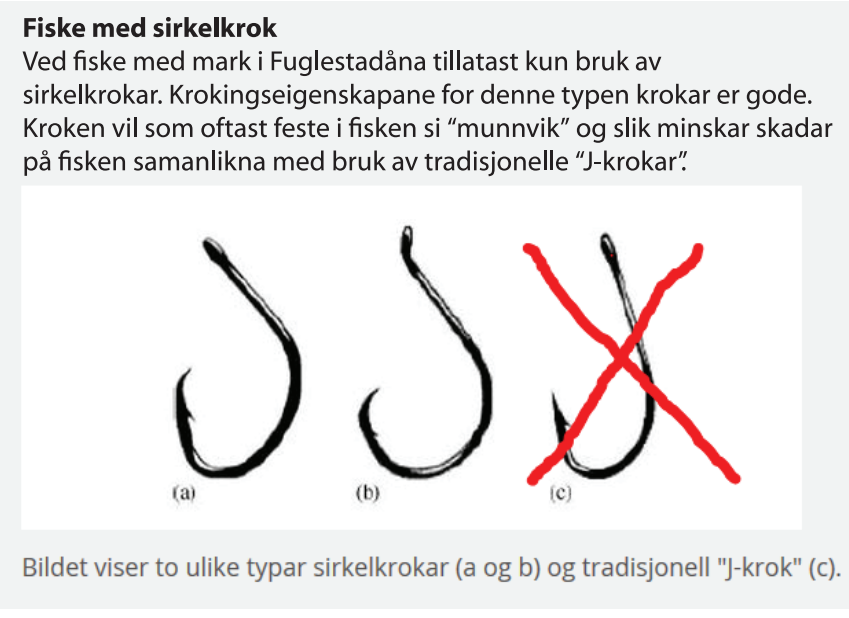 Fiske med sirkelkrok
Ved fiske med mark i Fuglestadåna tillatast kun bruk av
sirkelkrokar. Krokingseigenskapane for denne typen krokar er gode.
Kroken vil som oftast feste i fisken si “munnvik” og slik minskar skadar
på fisken samanlikna med bruk av tradisjonelle “J-krokar”.
(a) (b) (c)
Bildet viser to ulike typar sirkelkrokar (a og b) og tradisjonell "J-krok" (c).